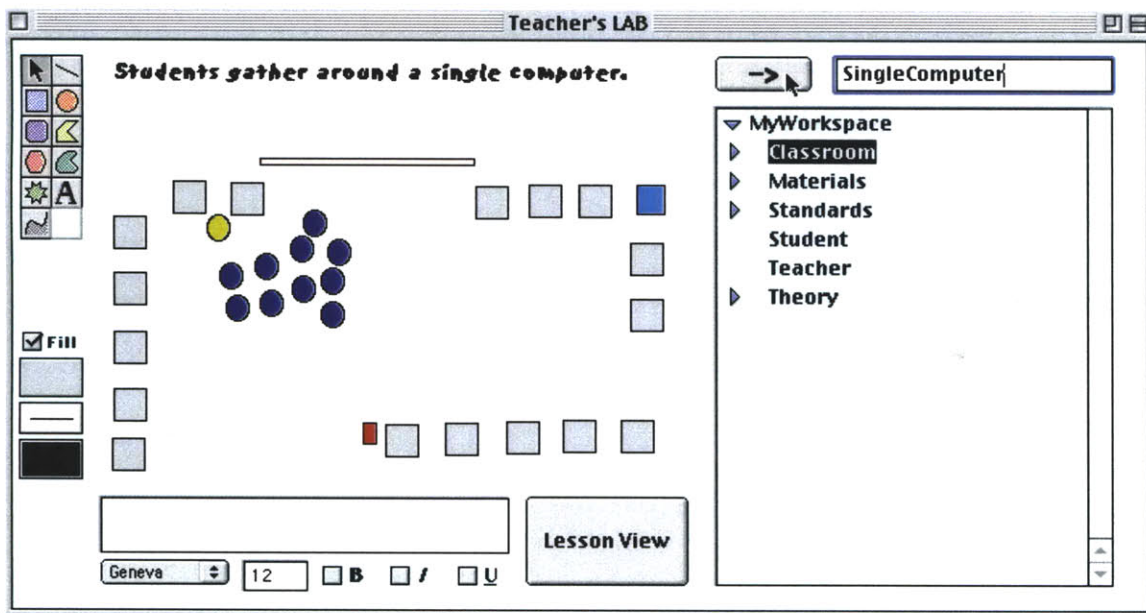 Teacher's LAB
Students gather around a single computer.
-> SingleComputer
MyWorkspace
Classroom
Materials
Standards
Student
Teacher
Theory
A
Fill
Lesson View
Geneva 12 B I U